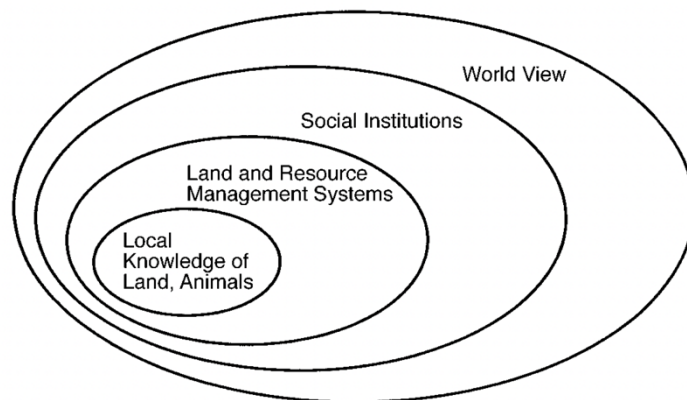 World View
Social Institutions
Land and Resource
Management Systems
Local
Knowledge of
Land, Animals